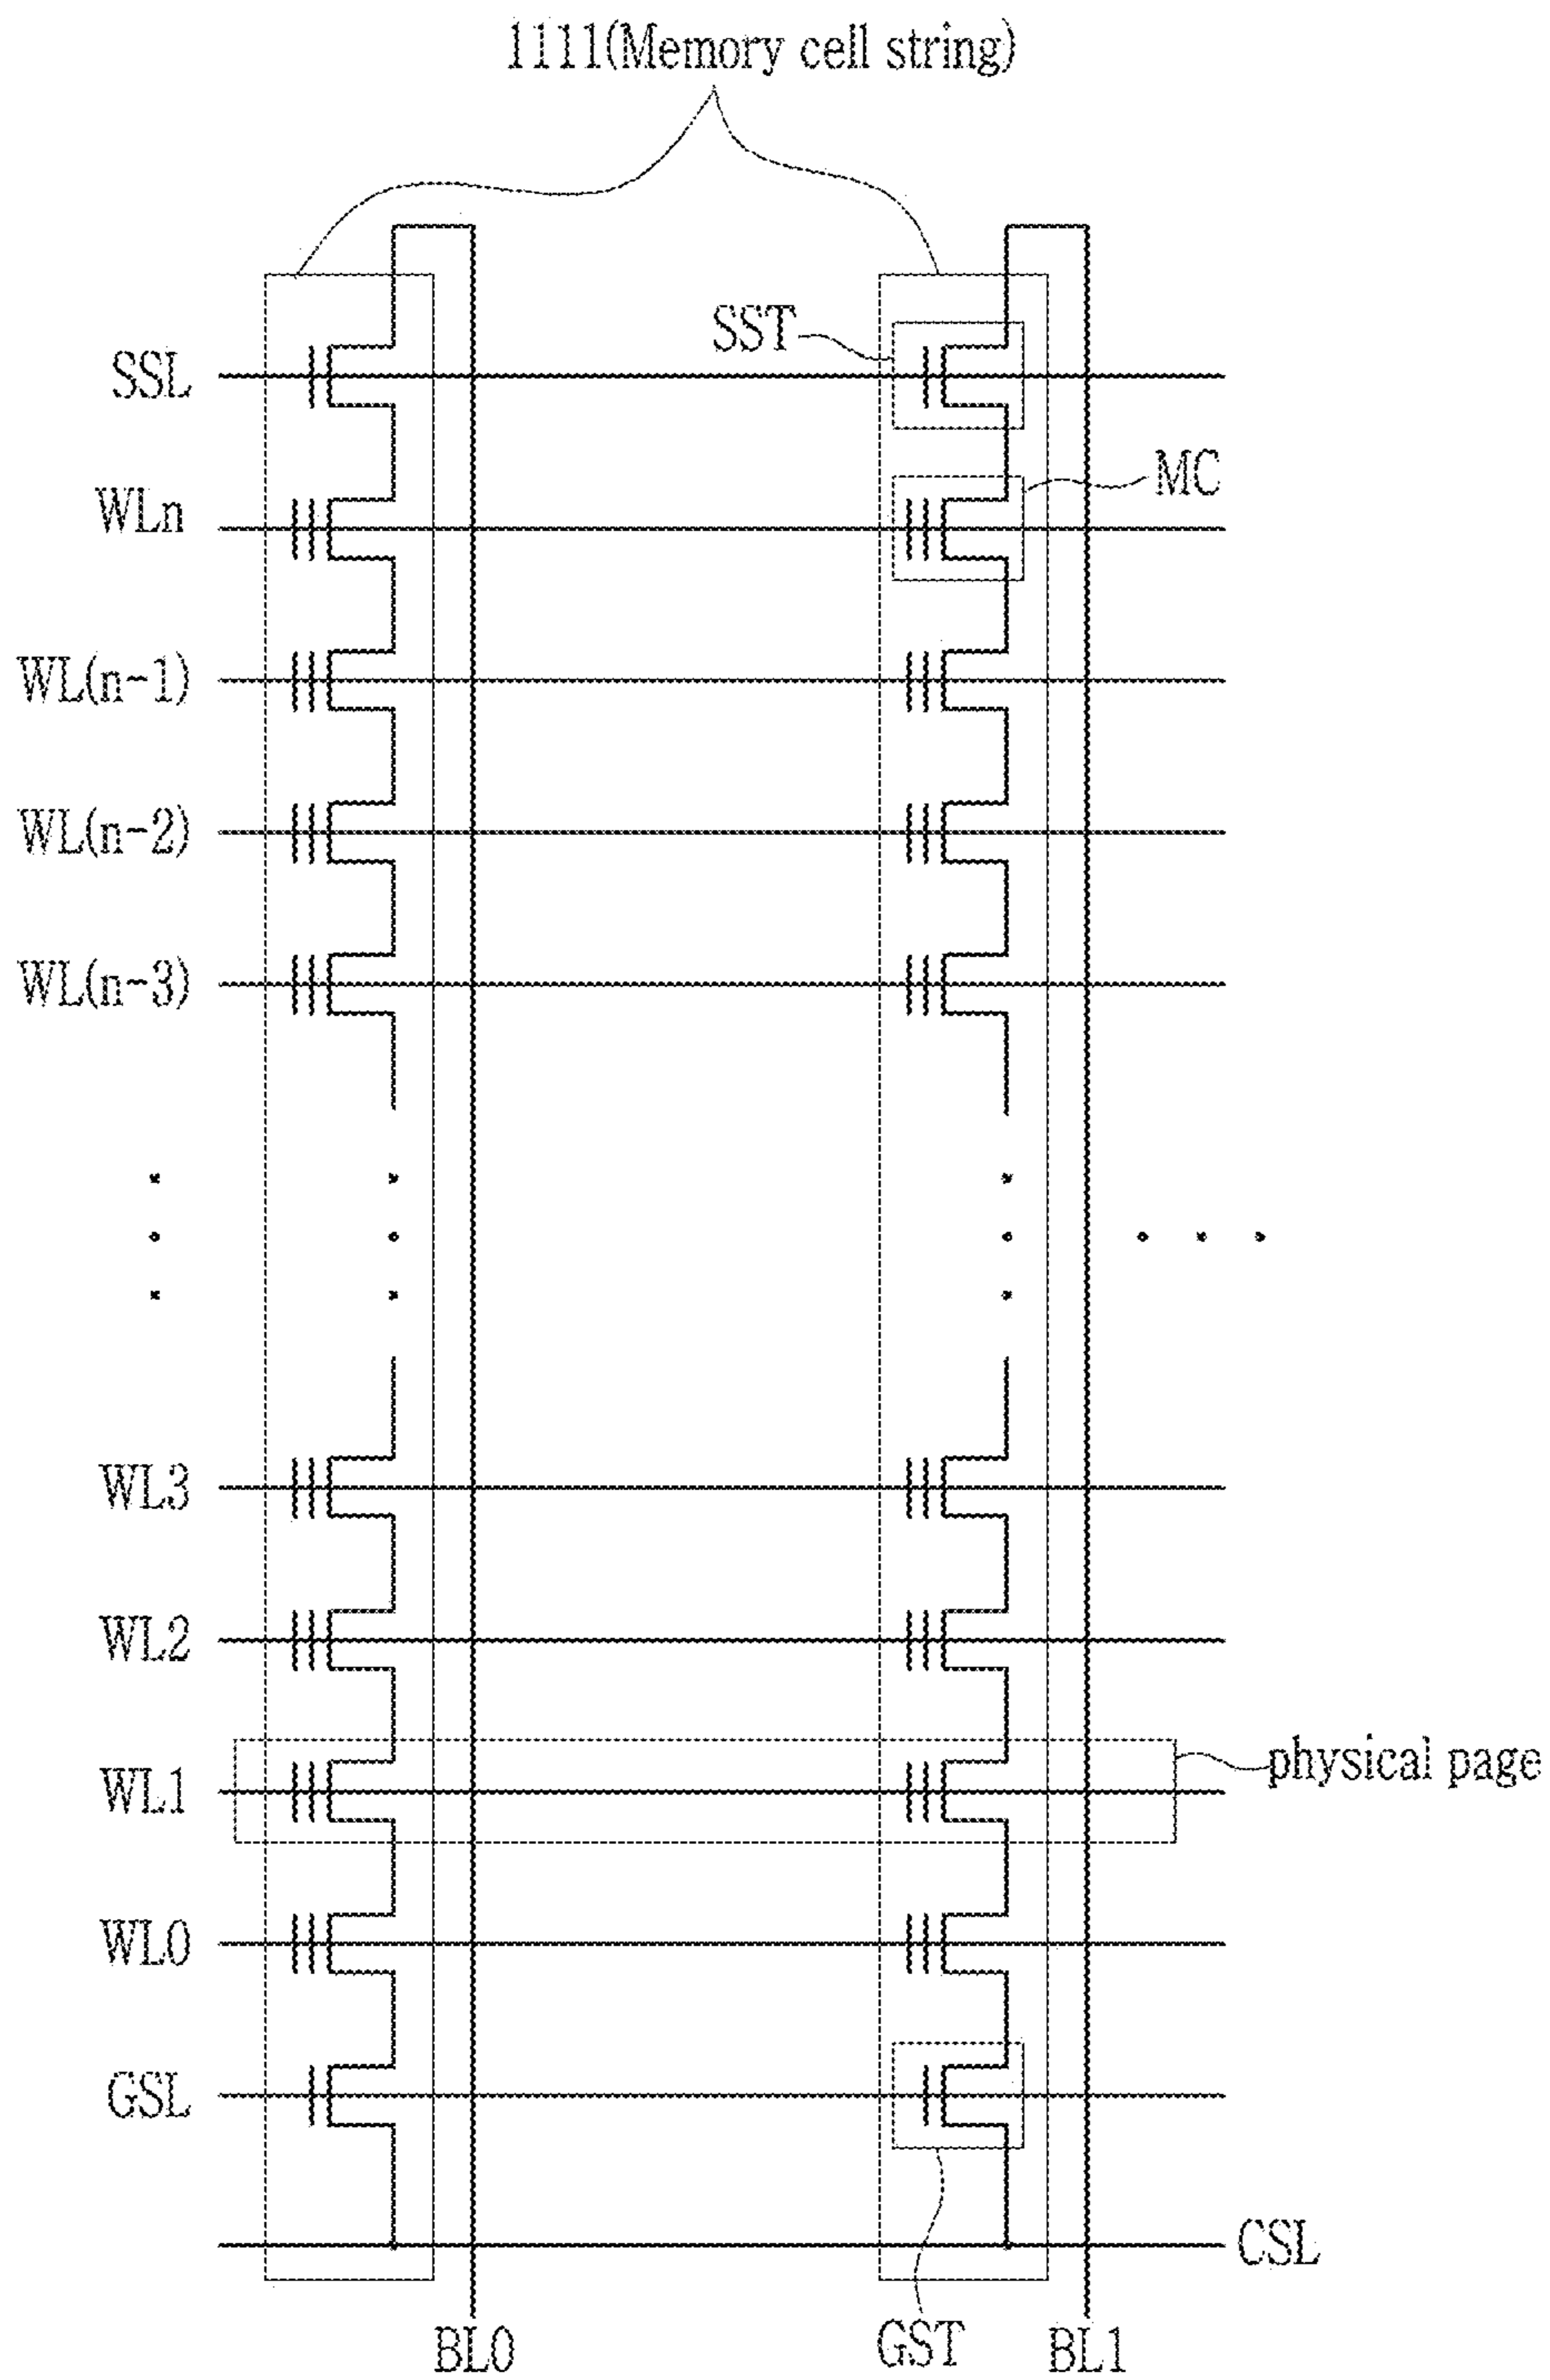 1111(Memory cell string)
SST
SSL
MC
WLn
WL(n-1)
WL(n-2)
WL(n-3)
WL3
WL2
WL1
physical page
WL0
GSL
CSL
BL0
GST
BL1